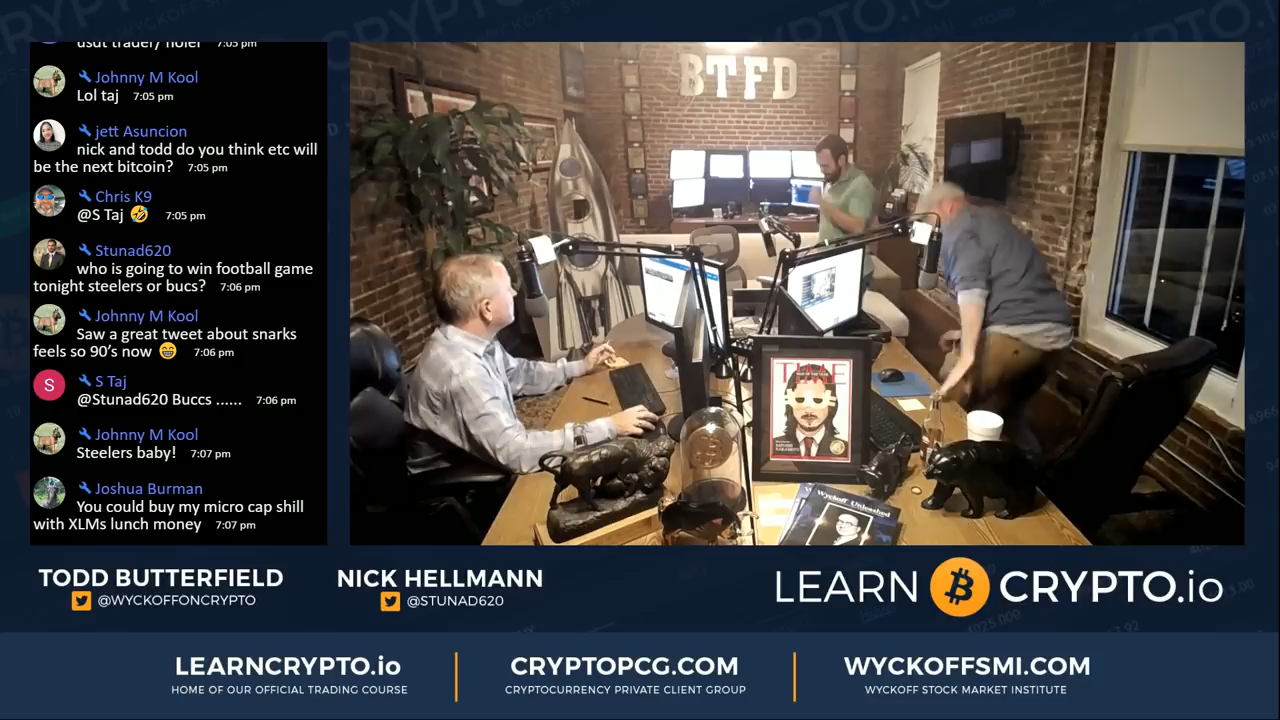 usdt trader/ hofer 7:05 pm
Johnny M Kool
Lol taj 7:05 pm
jett Asuncion
nick and todd do you think etc will
be the next bitcoin? 7:05 pm
Chris K9
@S Taj 🤣 7:05 pm
Stunad620
who is going to win football game
tonight steelers or bucs? 7:06 pm
Johnny M Kool
Saw a great tweet about snarks
feels so 90's now 😁 7:06 pm
S
S Taj
@Stunad620 Buccs ...... 7:06 pm
Johnny M Kool
Steelers baby! 7:07 pm
Joshua Burman
You could buy my micro cap shill
with XLMs lunch money 7:07 pm
BTFD
TIME
Wyckoff Unleashed
TODD BUTTERFIELD
@WYCKOFFONCRYPTO
NICK HELLMANN
@STUNAD620
LEARN CRYPTO.io
LEARNCRYPTO.io
HOME OF OUR OFFICIAL TRADING COURSE
CRYPTOPCG.COM
CRYPTOCURRENCY PRIVATE CLIENT GROUP
WYCKOFFSMI.COM
WYCKOFF STOCK MARKET INSTITUTE